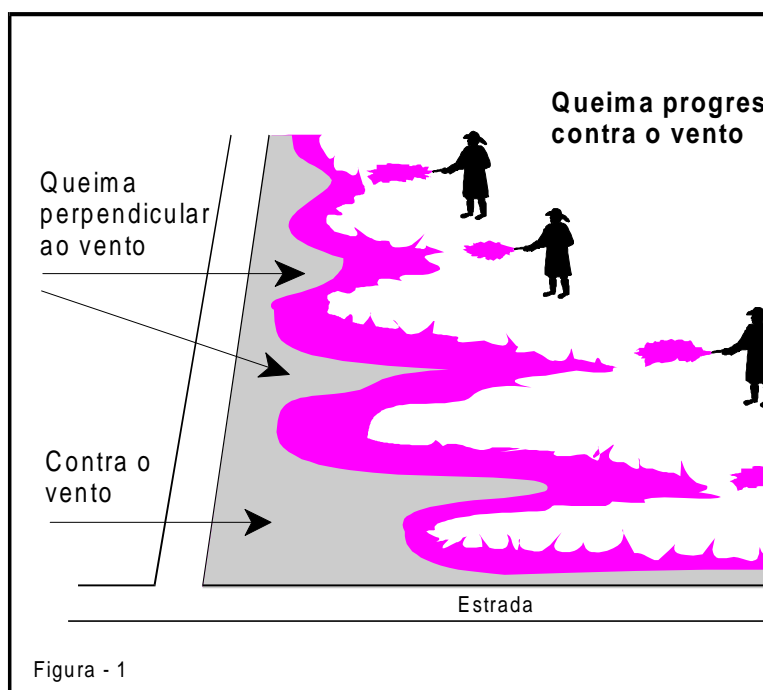 Queima progres
contra o vento
Queima
perpendicular
ao vento
Contra o
vento
Estrada
Figura - 1